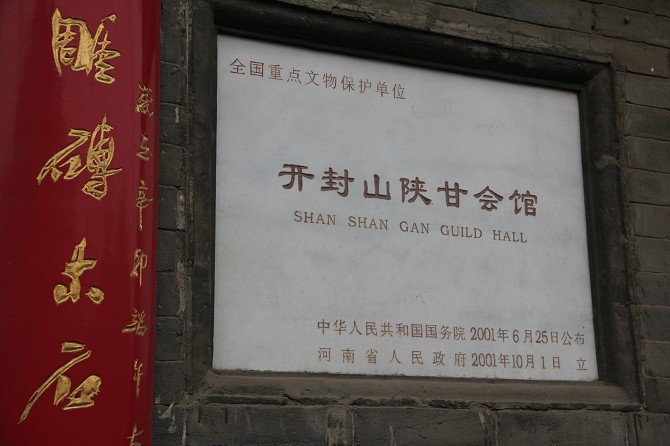 全国重点文物保护单位
开封山陕甘会馆
SHAN SHAN GAN GUILD HALL
中华人民共和国国务院 2001年6月25日公布
河南省人民政府 2001年10月1日 立
雕磚古